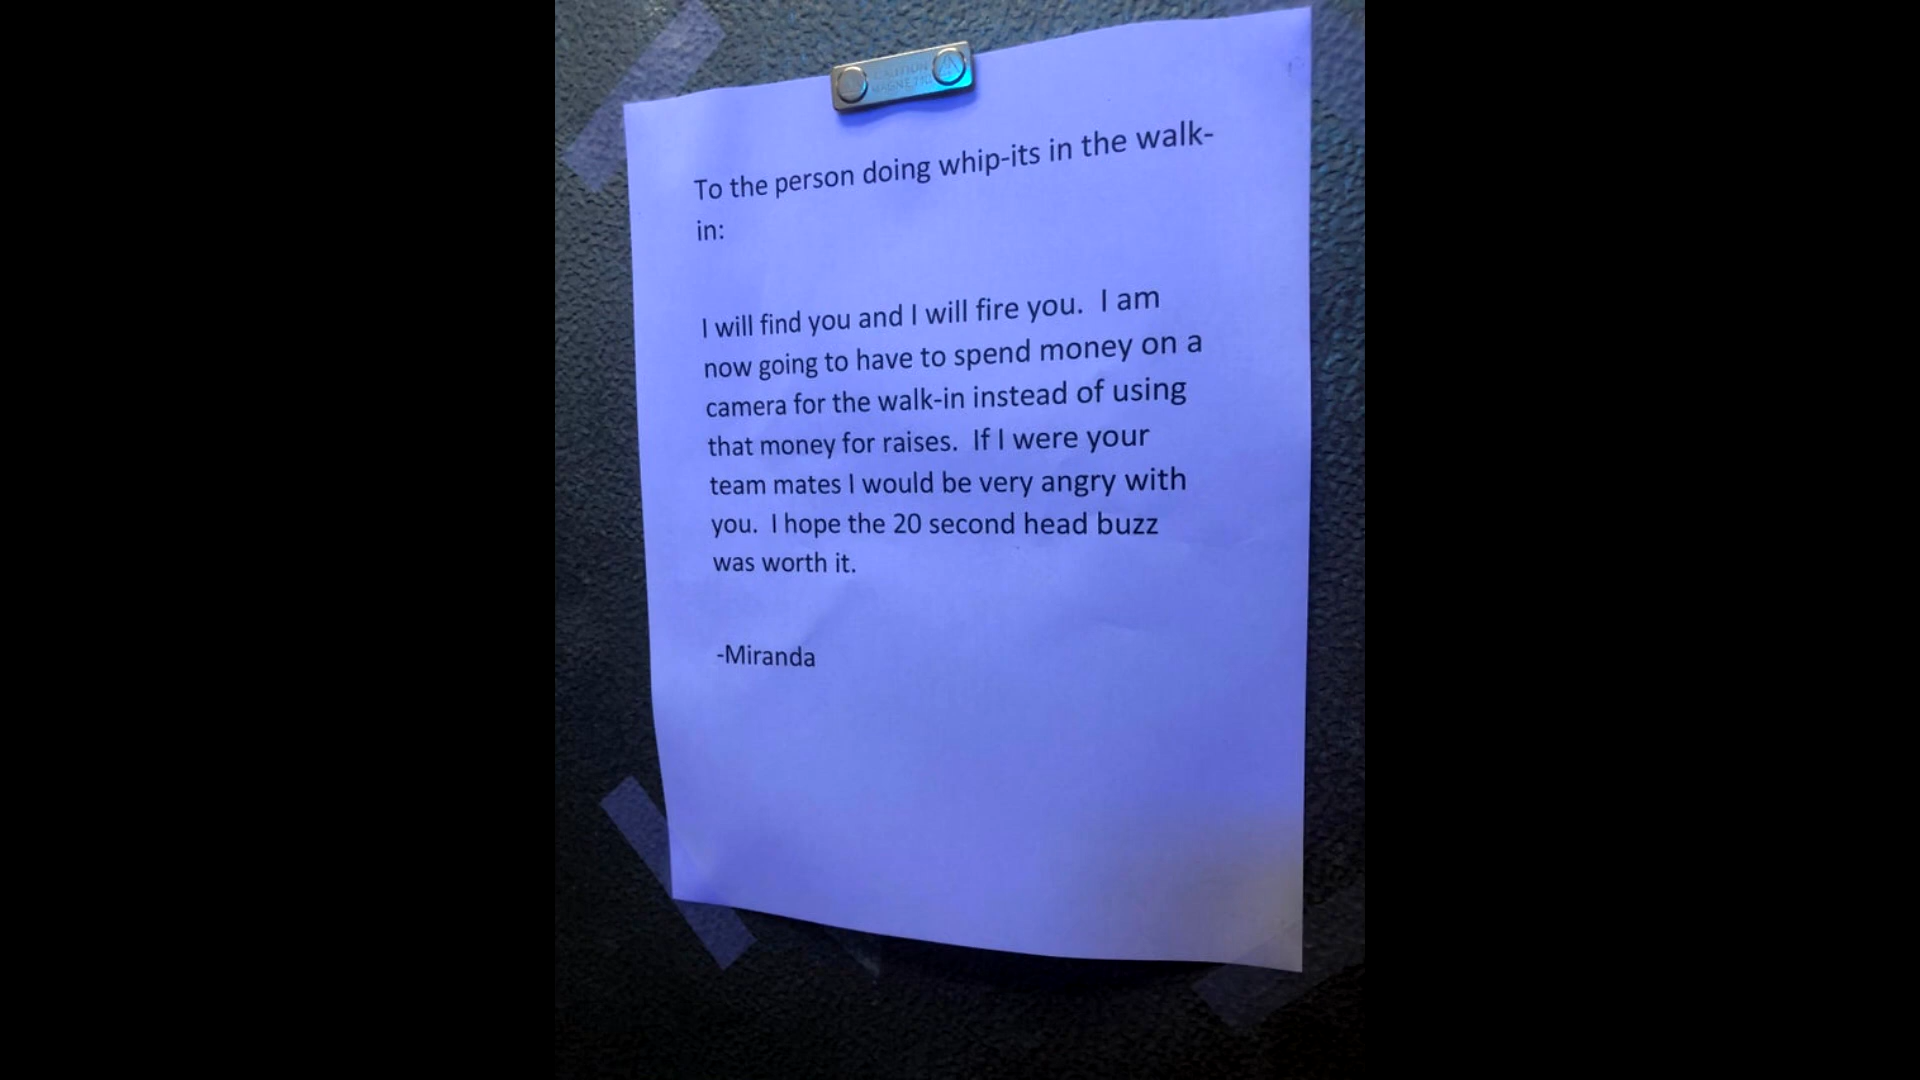 CAUTION
MAGNETIC
To the person doing whip-its in the walk-
in:
I will find you and I will fire you.  I am
now going to have to spend money on a
camera for the walk-in instead of using
that money for raises.  If I were your
team mates I would be very angry with
you.  I hope the 20 second head buzz
was worth it.
-Miranda